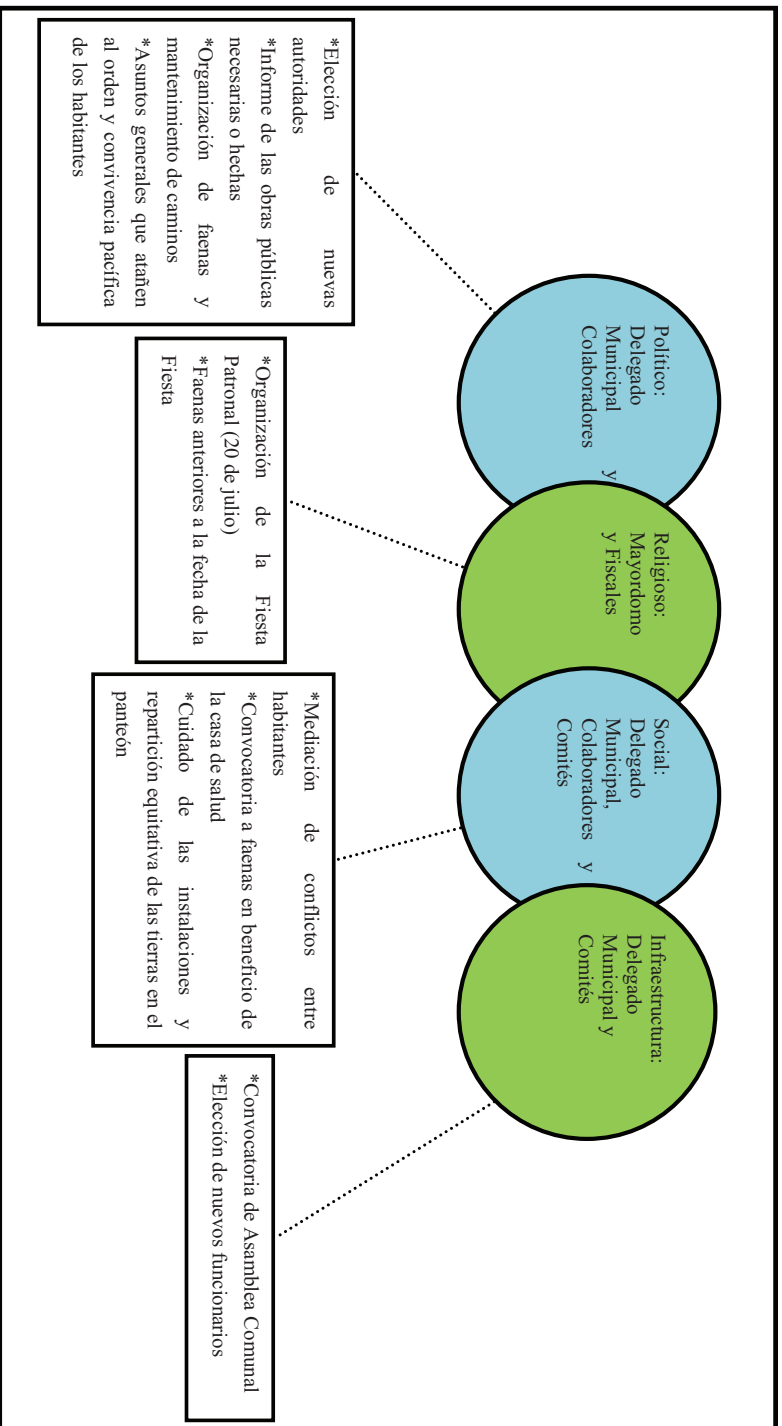 Político:
Delegado
Municipal y
Colaboradores
Religioso:
Mayordomo
y Fiscales
Social:
Delegado
Municipal,
Colaboradores y
Comités
Infraestructura:
Delegado
Municipal y
Comités
*Elección de nuevas
autoridades
*Informe de las obras públicas
necesarias o hechas
*Organización de faenas y
mantenimiento de caminos
*Asuntos generales que atañen
al orden y convivencia pacífica
de los habitantes
*Organización de la Fiesta
Patronal (20 de julio)
*Faenas anteriores a la fecha de la
Fiesta
*Mediación de conflictos entre
habitantes
*Convocatoria a faenas en beneficio de
la casa de salud
*Cuidado de las instalaciones y
repartición equitativa de las tierras en el
panteón
*Convocatoria de Asamblea Comunal
*Elección de nuevos funcionarios